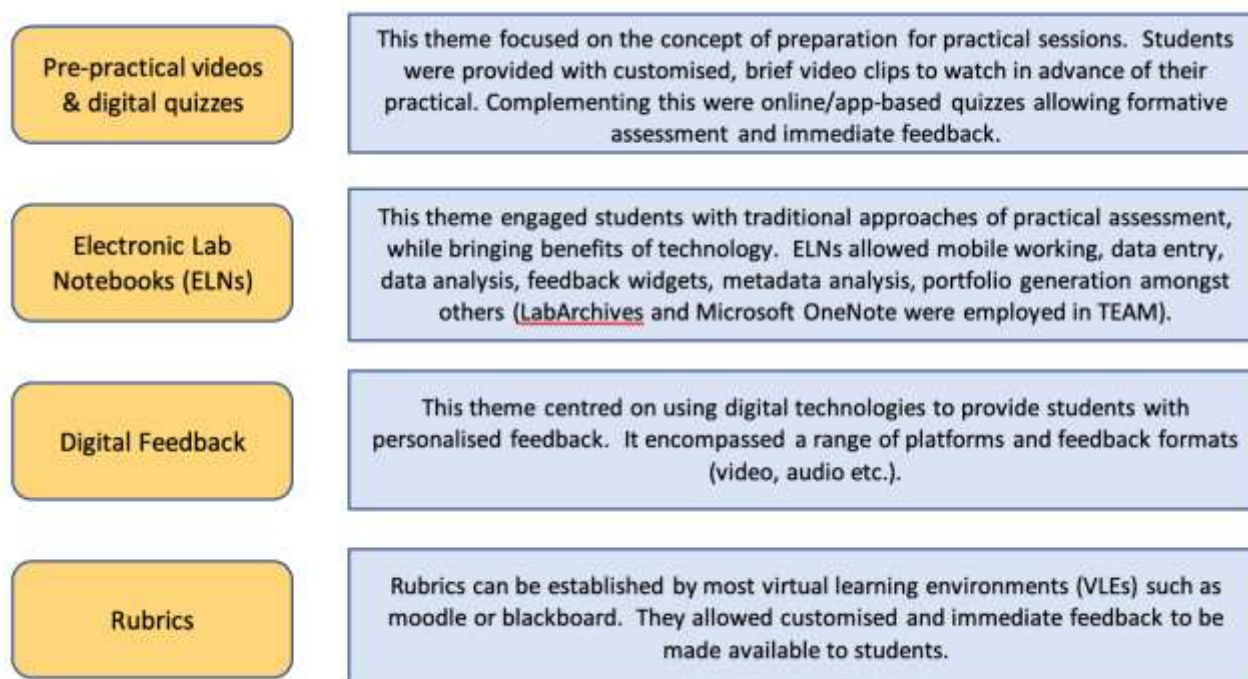 Pre-practical videos
& digital quizzes
This theme focused on the concept of preparation for practical sessions. Students
were provided with customised, brief video clips to watch in advance of their
practical. Complementing this were online/app-based quizzes allowing formative
assessment and immediate feedback.
Electronic Lab
Notebooks (ELNs)
This theme engaged students with traditional approaches of practical assessment,
while bringing benefits of technology. ELNs allowed mobile working, data entry,
data analysis, feedback widgets, metadata analysis, portfolio generation amongst
others (LabArchives and Microsoft OneNote were employed in TEAM).
Digital Feedback
This theme centred on using digital technologies to provide students with
personalised feedback. It encompassed a range of platforms and feedback formats
(video, audio etc.).
Rubrics
Rubrics can be established by most virtual learning environments (VLEs) such as
moodle or blackboard. They allowed customised and immediate feedback to be
made available to students.